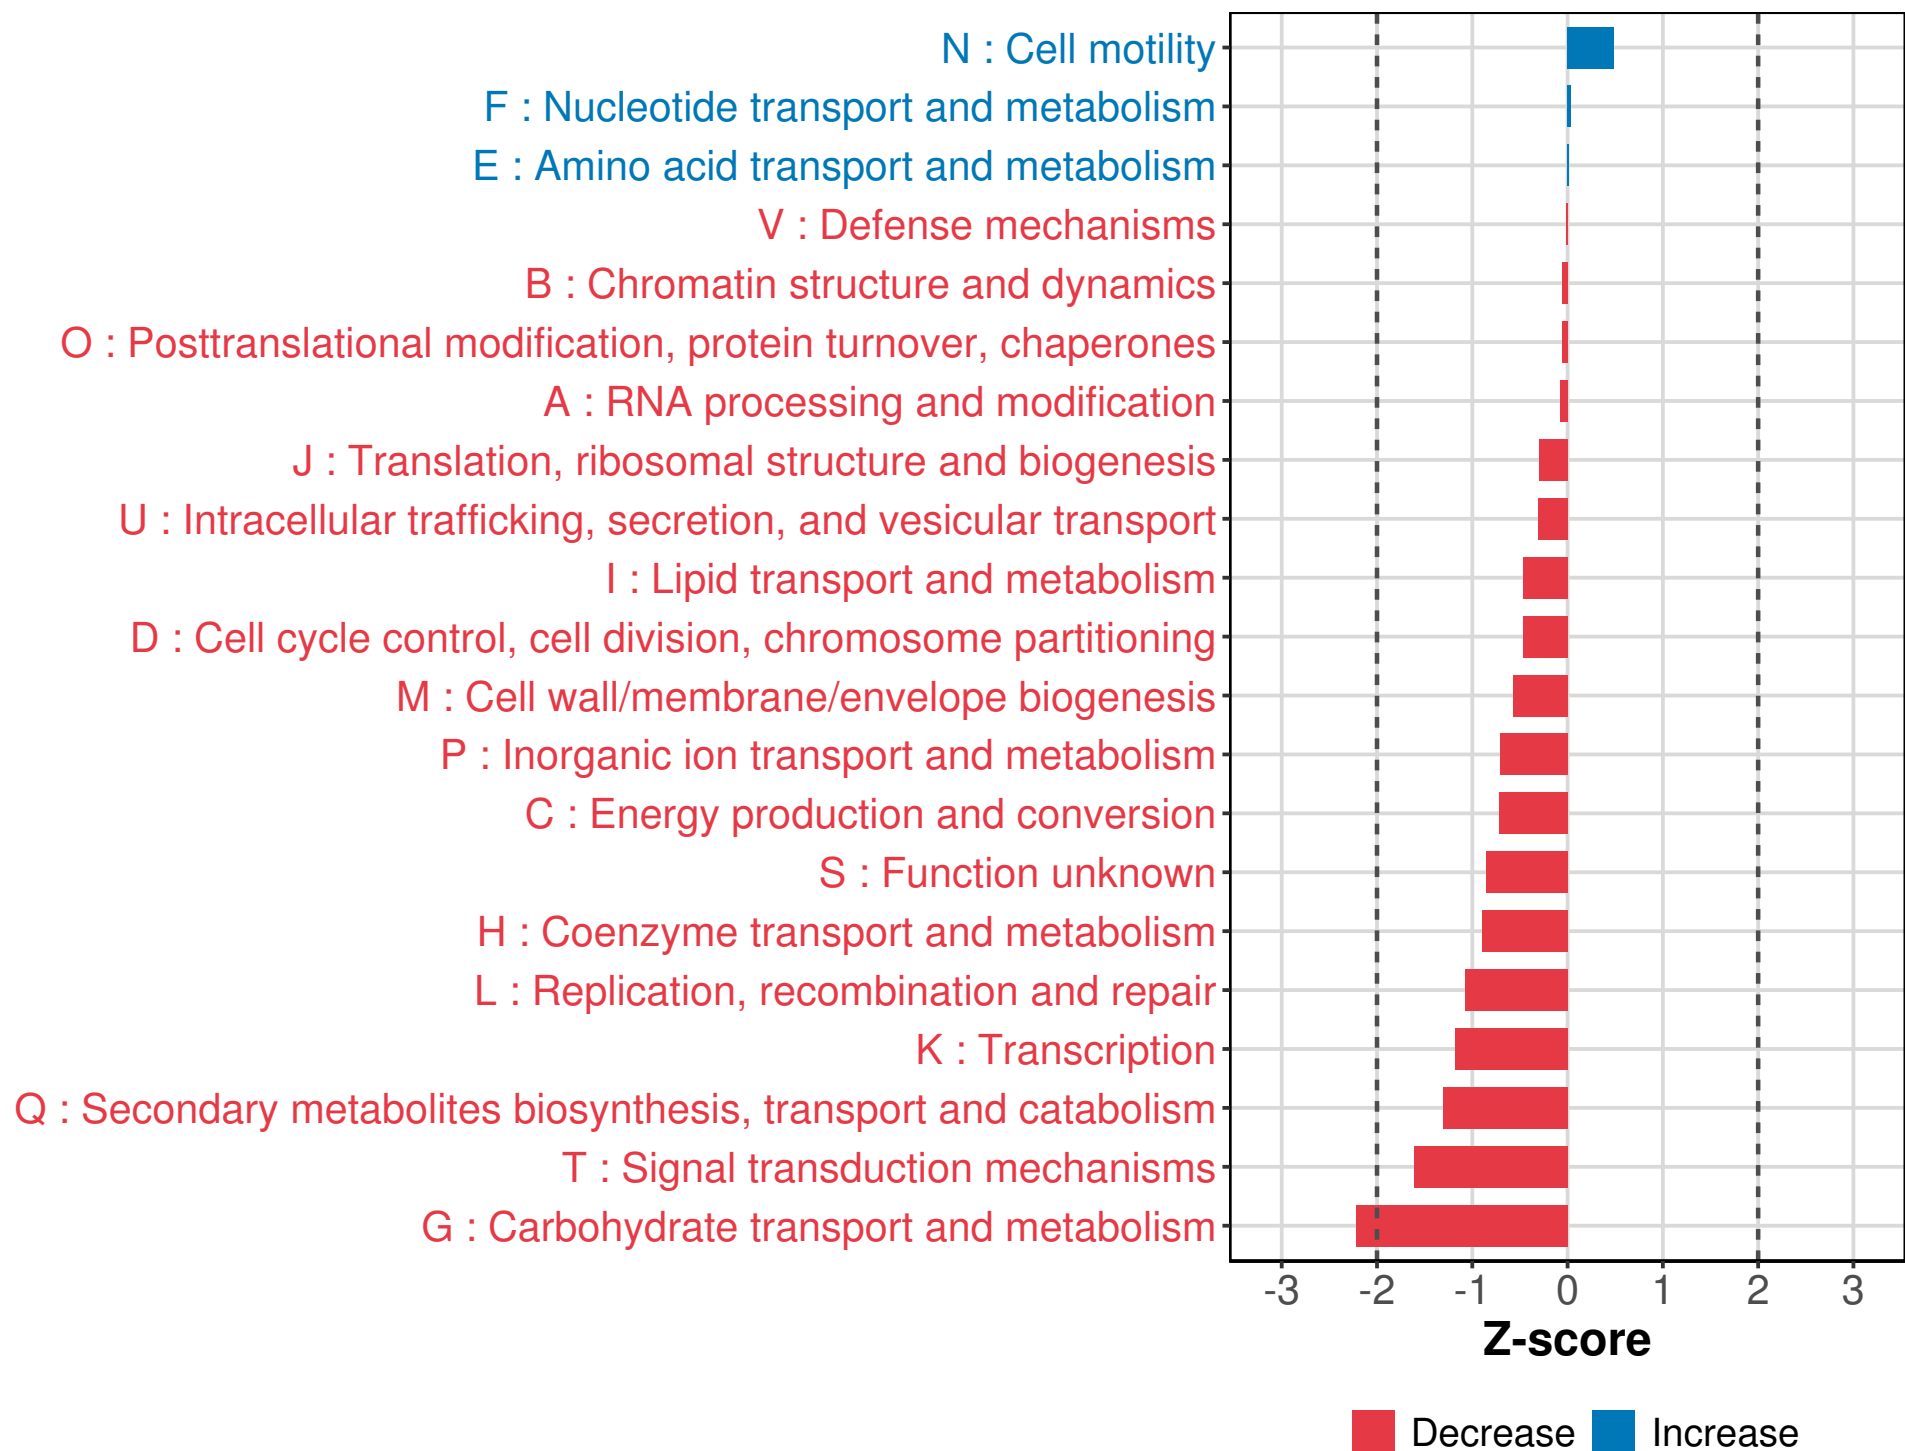 N : Cell motility
F : Nucleotide transport and metabolism
E : Amino acid transport and metabolism
V : Defense mechanisms
B : Chromatin structure and dynamics
O : Posttranslational modification, protein turnover, chaperones
A : RNA processing and modification
J : Translation, ribosomal structure and biogenesis
U : Intracellular trafficking, secretion, and vesicular transport
I : Lipid transport and metabolism
D : Cell cycle control, cell division, chromosome partitioning
M : Cell wall/membrane/envelope biogenesis
P : Inorganic ion transport and metabolism
C : Energy production and conversion
S : Function unknown
H : Coenzyme transport and metabolism
L : Replication, recombination and repair
K : Transcription
Q : Secondary metabolites biosynthesis, transport and catabolism
T : Signal transduction mechanisms
G : Carbohydrate transport and metabolism
-3 -2 -1 0 1 2 3
Z-score
Decrease Increase